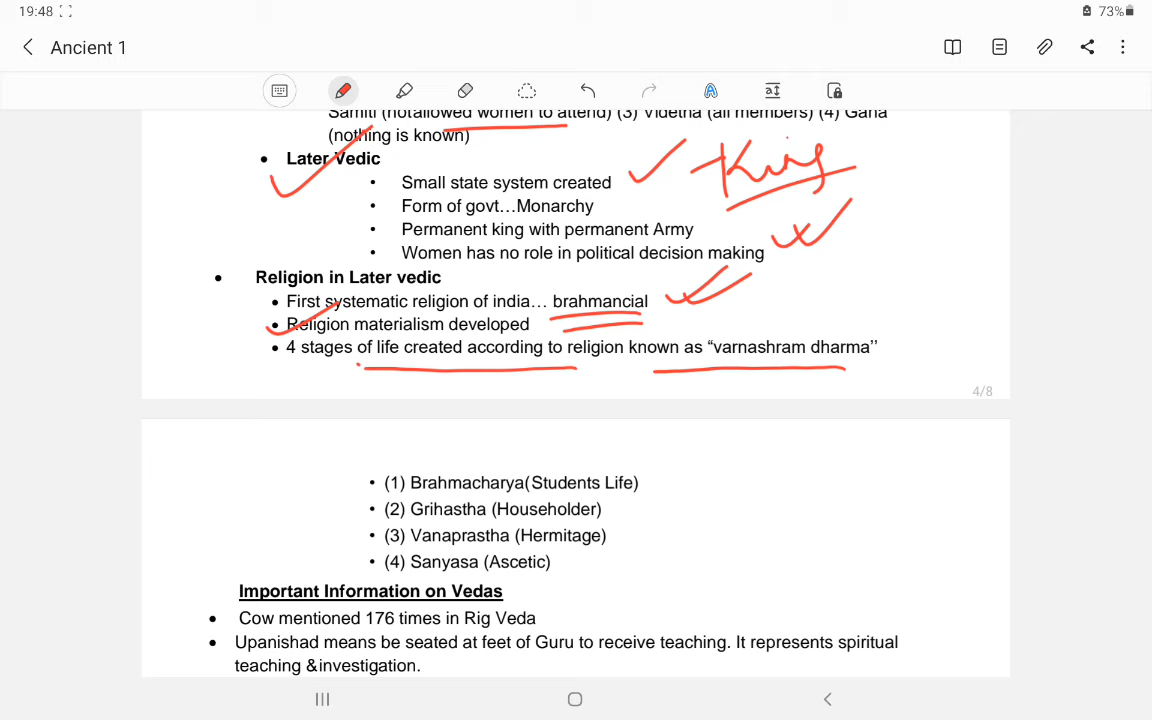 19:48
73%
Ancient 1
Samiti (notallowed women to attend) (3) Videtha (all members) (4) Gana
(nothing is known)
• Later Vedic
• Small state system created
King
• Form of govt...Monarchy
• Permanent king with permanent Army
• Women has no role in political decision making
• Religion in Later vedic
• First systematic religion of india... brahmancial
• Religion materialism developed
• 4 stages of life created according to religion known as “varnashram dharma’’
4/8
• (1) Brahmacharya(Students Life)
• (2) Grihastha (Householder)
• (3) Vanaprastha (Hermitage)
• (4) Sanyasa (Ascetic)
Important Information on Vedas
• Cow mentioned 176 times in Rig Veda
• Upanishad means be seated at feet of Guru to receive teaching. It represents spiritual
teaching &investigation.